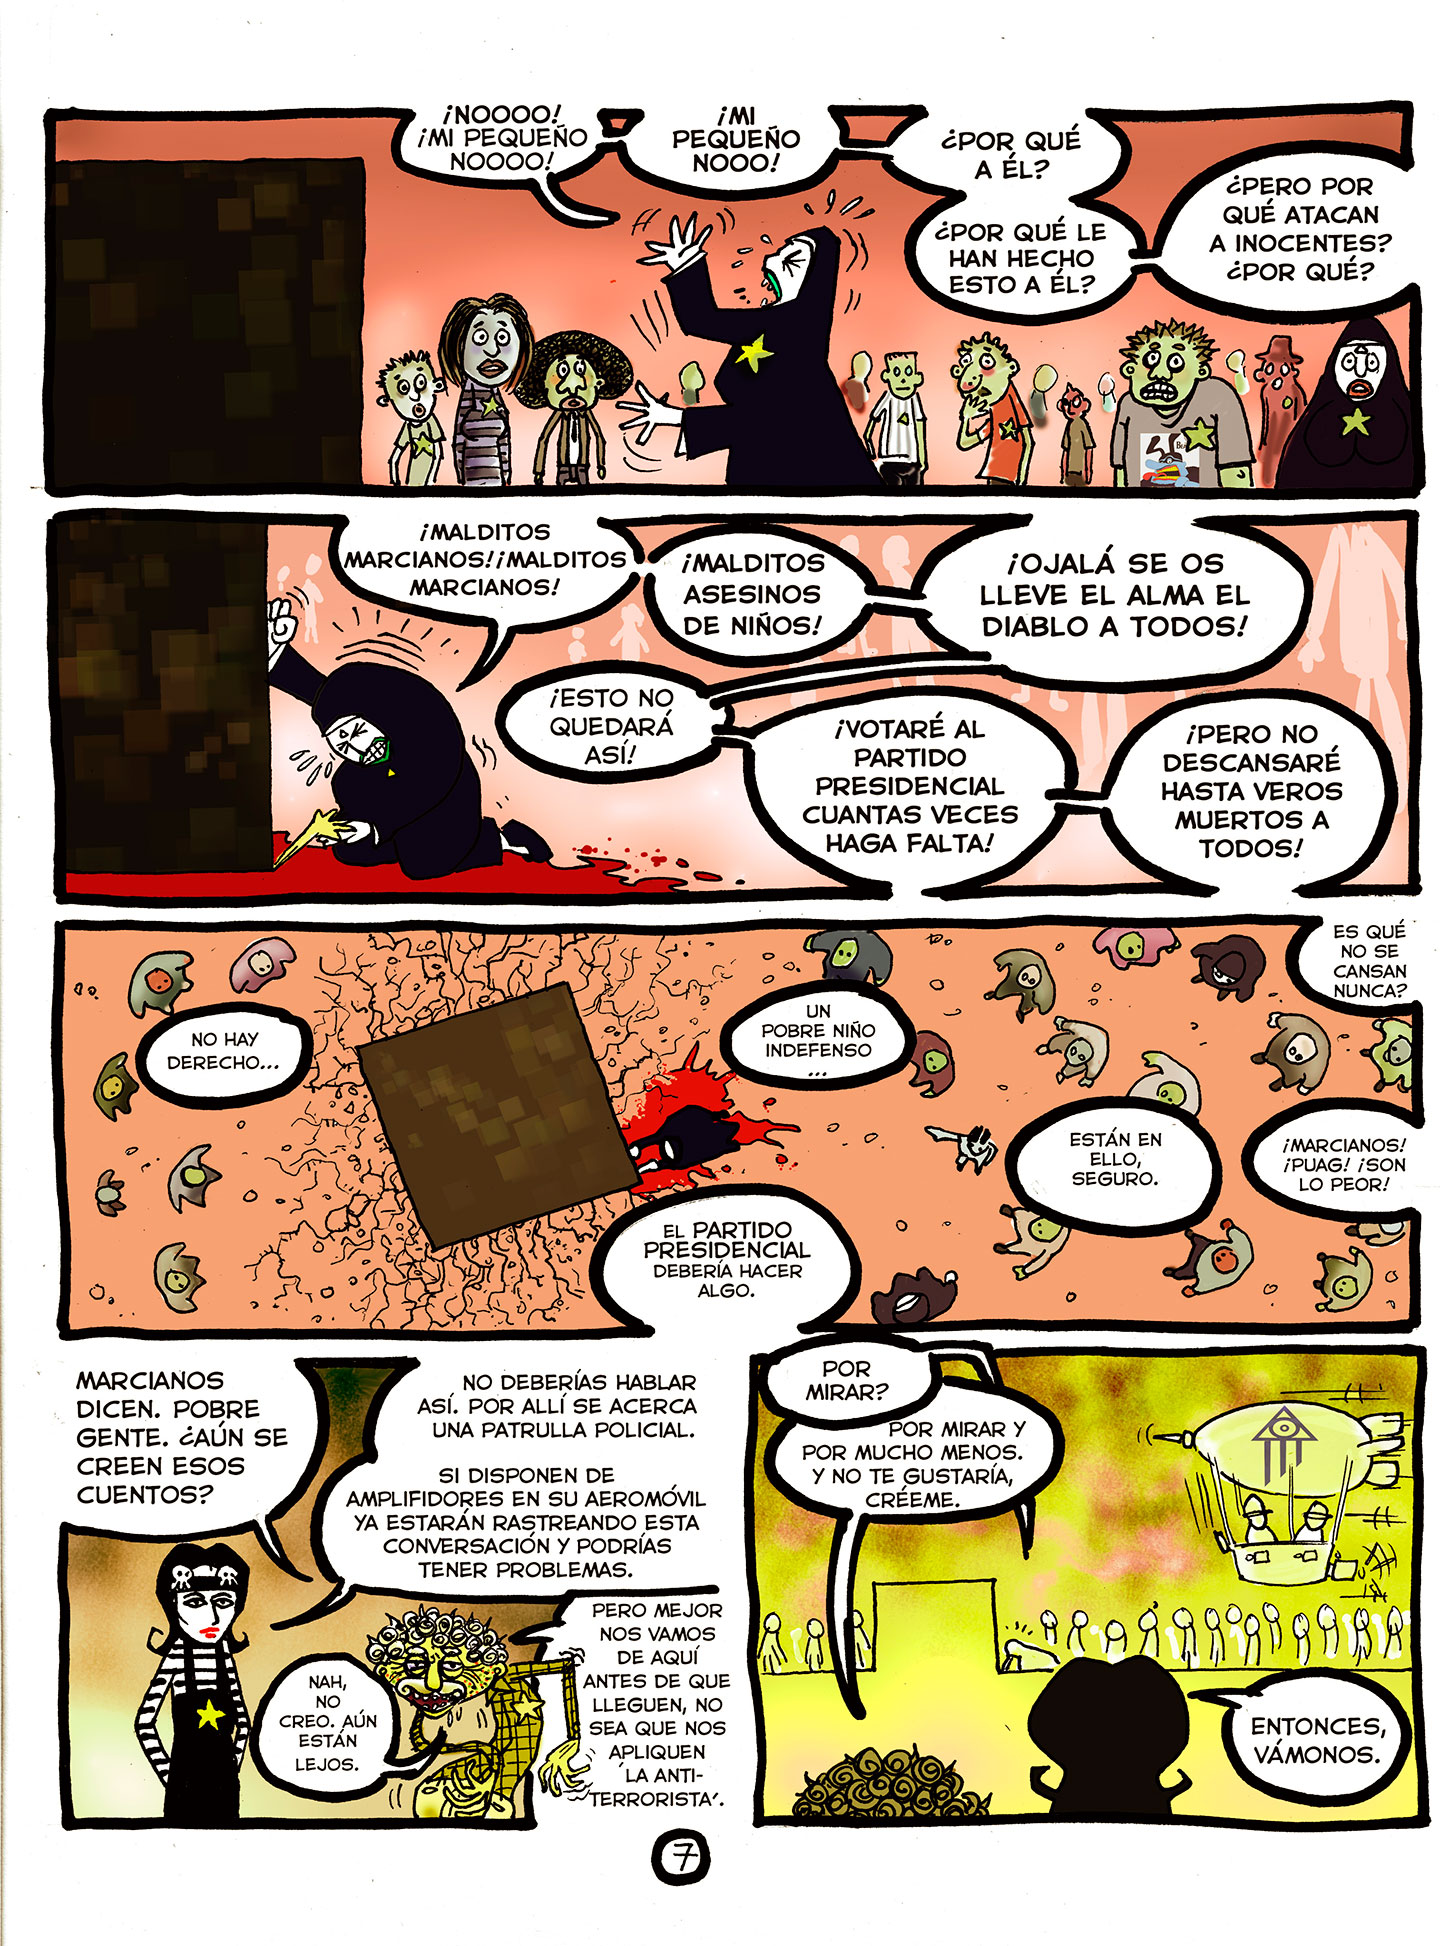 ¡NOOOO!
¡MI PEQUEÑO
NOOOO!
¡MI
PEQUEÑO
NOOO!
¿POR QUÉ
A ÉL?
¿POR QUÉ LE
HAN HECHO
ESTO A ÉL?
¿PERO POR
QUÉ ATACAN
A INOCENTES?
¿POR QUÉ?
¡MALDITOS
MARCIANOS!¡MALDITOS
MARCIANOS!
¡MALDITOS
ASESINOS
DE NIÑOS!
¡OJALÁ SE OS
LLEVE EL ALMA EL
DIABLO A TODOS!
¡ESTO NO
QUEDARÁ
ASÍ!
¡VOTARÉ AL
PARTIDO
PRESIDENCIAL
CUANTAS VECES
HAGA FALTA!
¡PERO NO
DESCANSARÉ
HASTA VEROS
MUERTOS A
TODOS!
NO HAY
DERECHO...
UN
POBRE NIÑO
INDEFENSO
...
ES QUÉ
NO SE
CANSAN
NUNCA?
EL PARTIDO
PRESIDENCIAL
DEBERÍA HACER
ALGO.
ESTÁN EN
ELLO,
SEGURO.
¡MARCIANOS!
¡PUAG! ¡SON
LO PEOR!
MARCIANOS
DICEN. POBRE
GENTE. ¿AÚN SE
CREEN ESOS
CUENTOS?
NO DEBERÍAS HABLAR
ASÍ. POR ALLÍ SE ACERCA
UNA PATRULLA POLICIAL.
SI DISPONEN DE
AMPLIFIDORES EN SU AEROMÓVIL
YA ESTARÁN RASTREANDO ESTA
CONVERSACIÓN Y PODRÍAS
TENER PROBLEMAS.
NAH,
NO
CREO. AÚN
ESTÁN
LEJOS.
PERO MEJOR
NOS VAMOS
DE AQUÍ
ANTES DE QUE
LLEGUEN, NO
SEA QUE NOS
APLIQUEN
'LA ANTI-
TERRORISTA'.
POR
MIRAR?
POR MIRAR Y
POR MUCHO MENOS.
Y NO TE GUSTARÍA,
CRÉEME.
ENTONCES,
VÁMONOS.
7